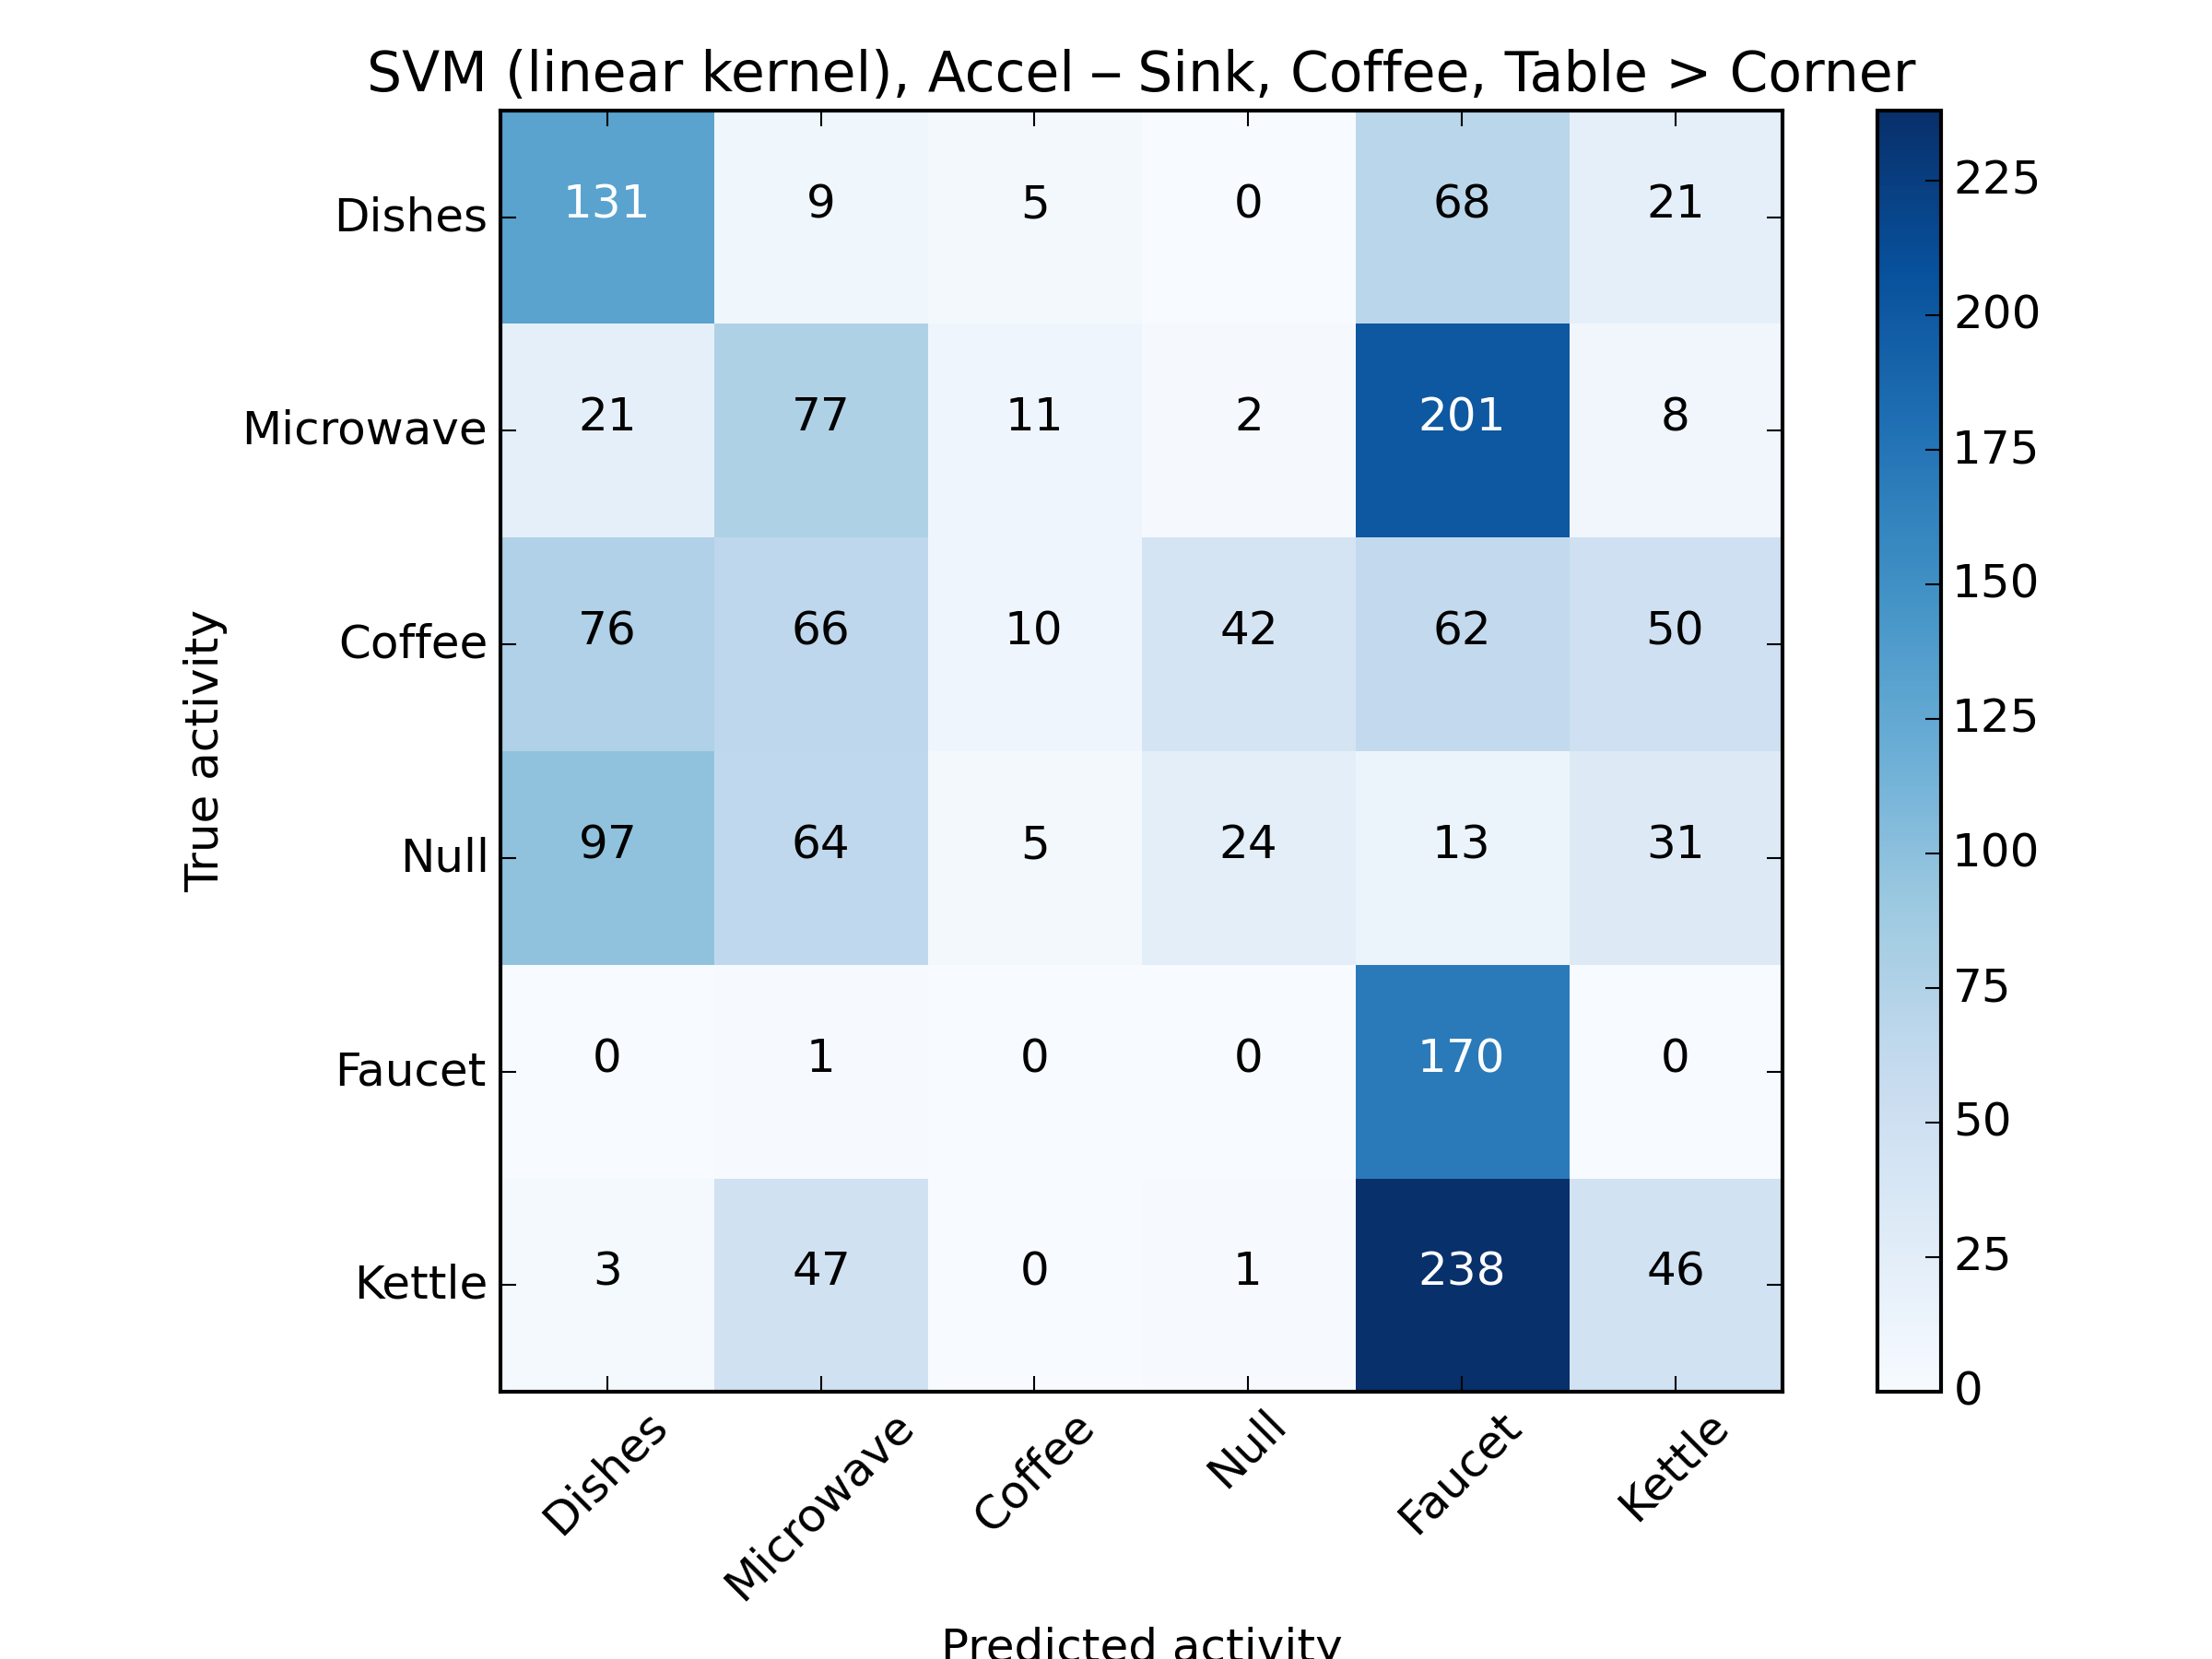 SVM (linear kernel), Accel – Sink, Coffee, Table > Corner
Dishes 131 9 5 0 68 21
Microwave 21 77 11 2 201 8
Coffee 76 66 10 42 62 50
Null 97 64 5 24 13 31
Faucet 0 1 0 0 170 0
Kettle 3 47 0 1 238 46
True activity
Dishes Microwave Coffee Null Faucet Kettle
Predicted activity
225
200
175
150
125
100
75
50
25
0